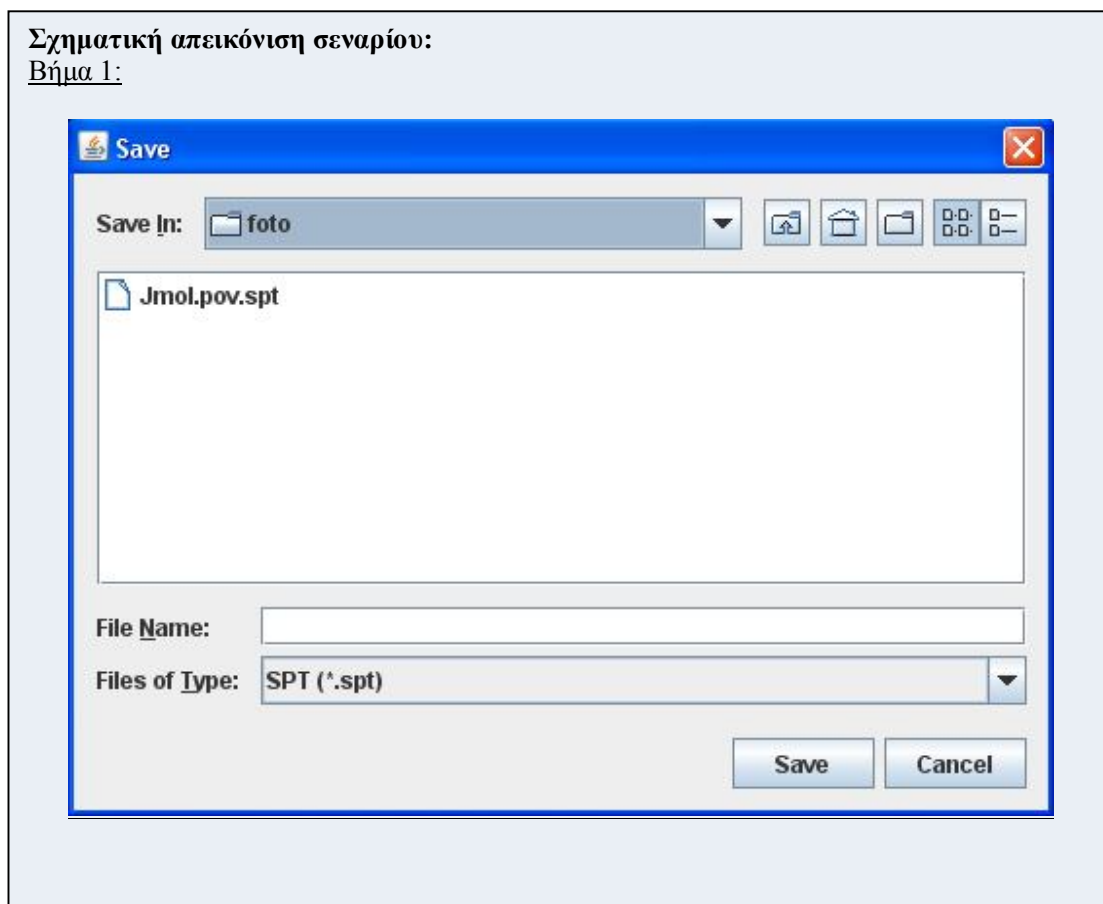 Σχηματική απεικόνιση σεναρίου:
Βήμα 1:
Save
Save In: foto
Jmol.pov.spt
File Name:
Files of Type: SPT (*.spt)
Save Cancel